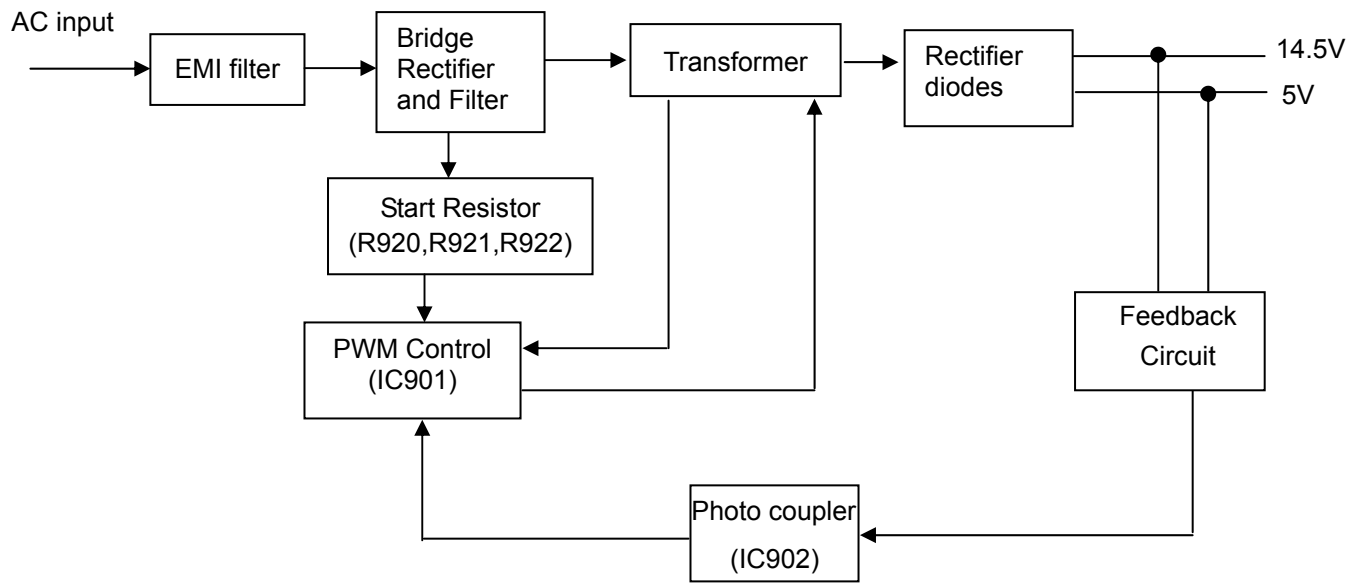 AC input
EMI filter
Bridge
Rectifier
and Filter
Transformer
Rectifier
diodes
14.5V
5V
Start Resistor
(R920,R921,R922)
PWM Control
(IC901)
Feedback
Circuit
Photo coupler
(IC902)